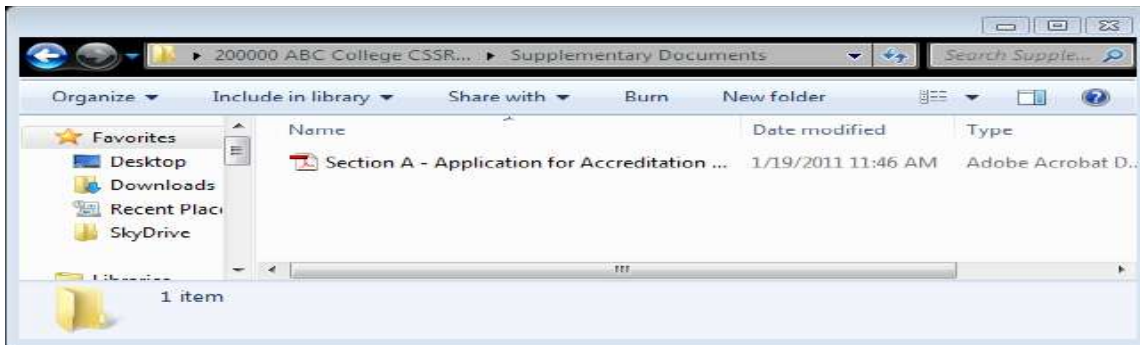 200000 ABC College CSSR... Supplementary Documents Search Supple...
Organize Include in library Share with Burn New folder
Favorites
Desktop
Downloads
Recent Plac
SkyDrive
Libraries
Name Date modified Type
Section A - Application for Accreditation ... 1/19/2011 11:46 AM Adobe Acrobat D...
1 item